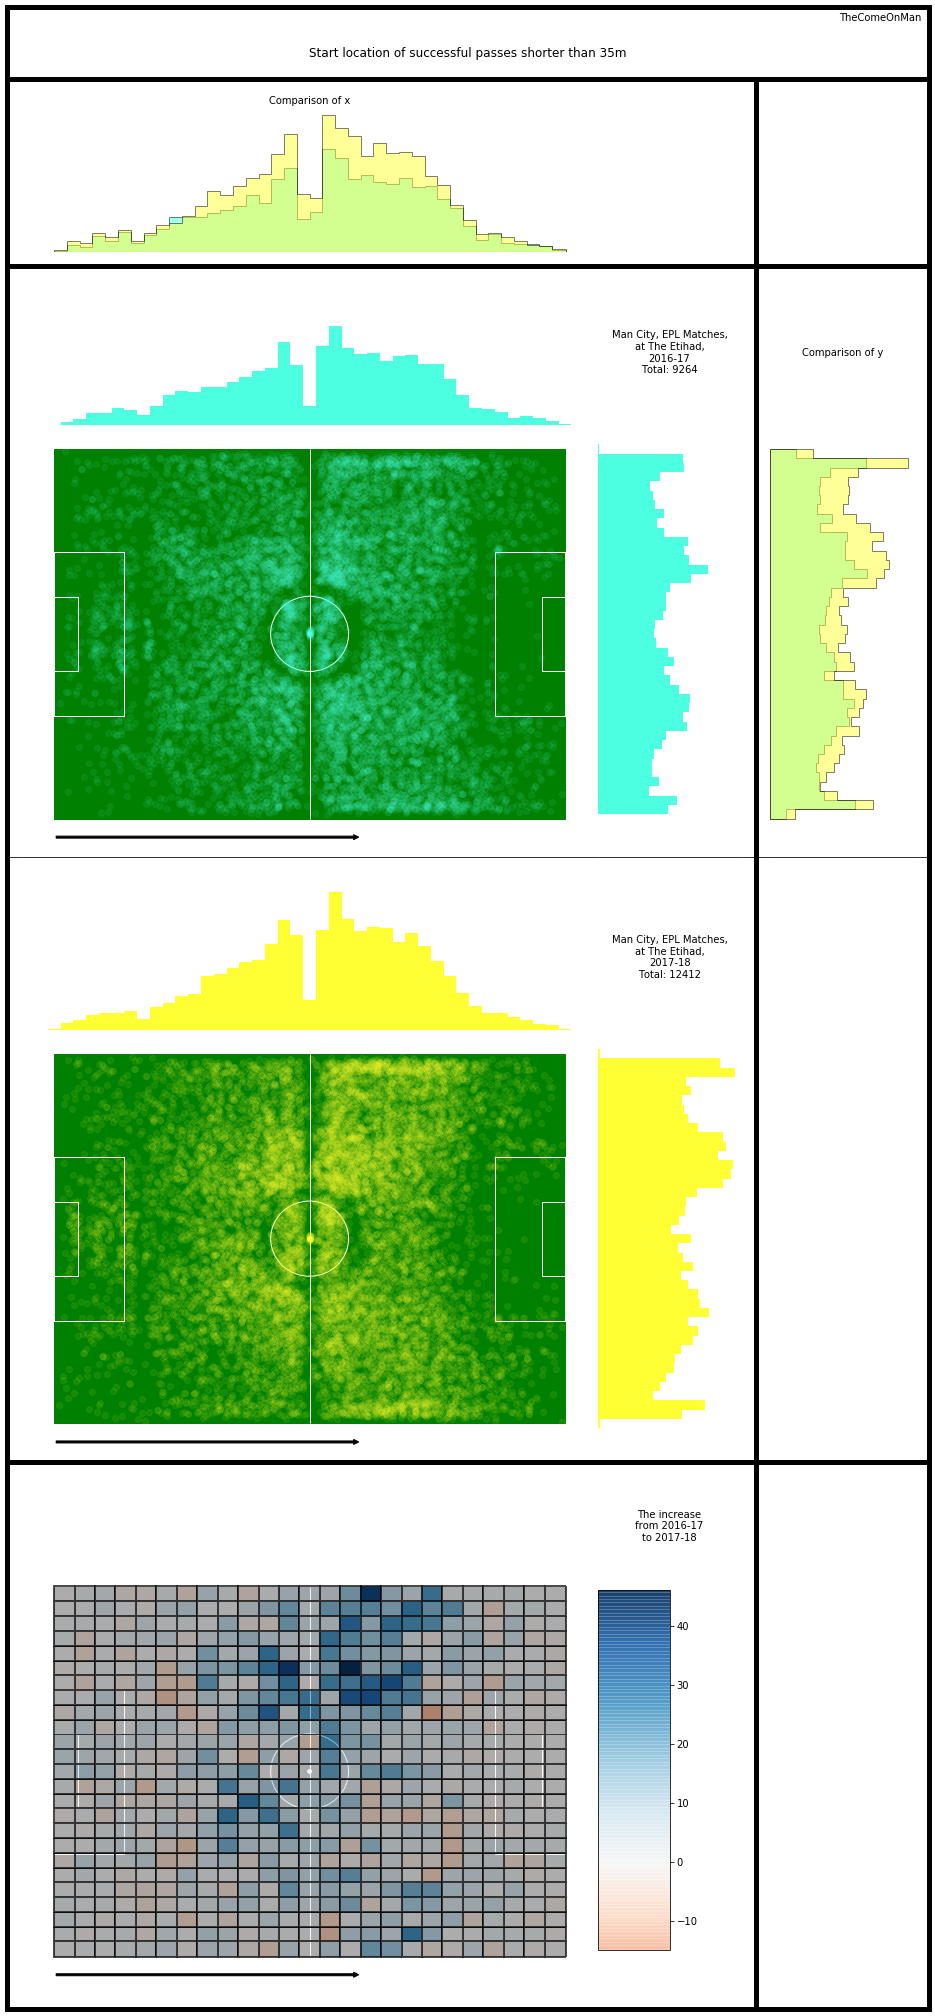 TheComeOnMan
Start location of successful passes shorter than 35m
Comparison of x
Man City, EPL Matches,
at The Etihad,
2016-17
Total: 9264
Comparison of y
Man City, EPL Matches,
at The Etihad,
2017-18
Total: 12412
The increase
from 2016-17
to 2017-18
40
30
20
10
0
−10